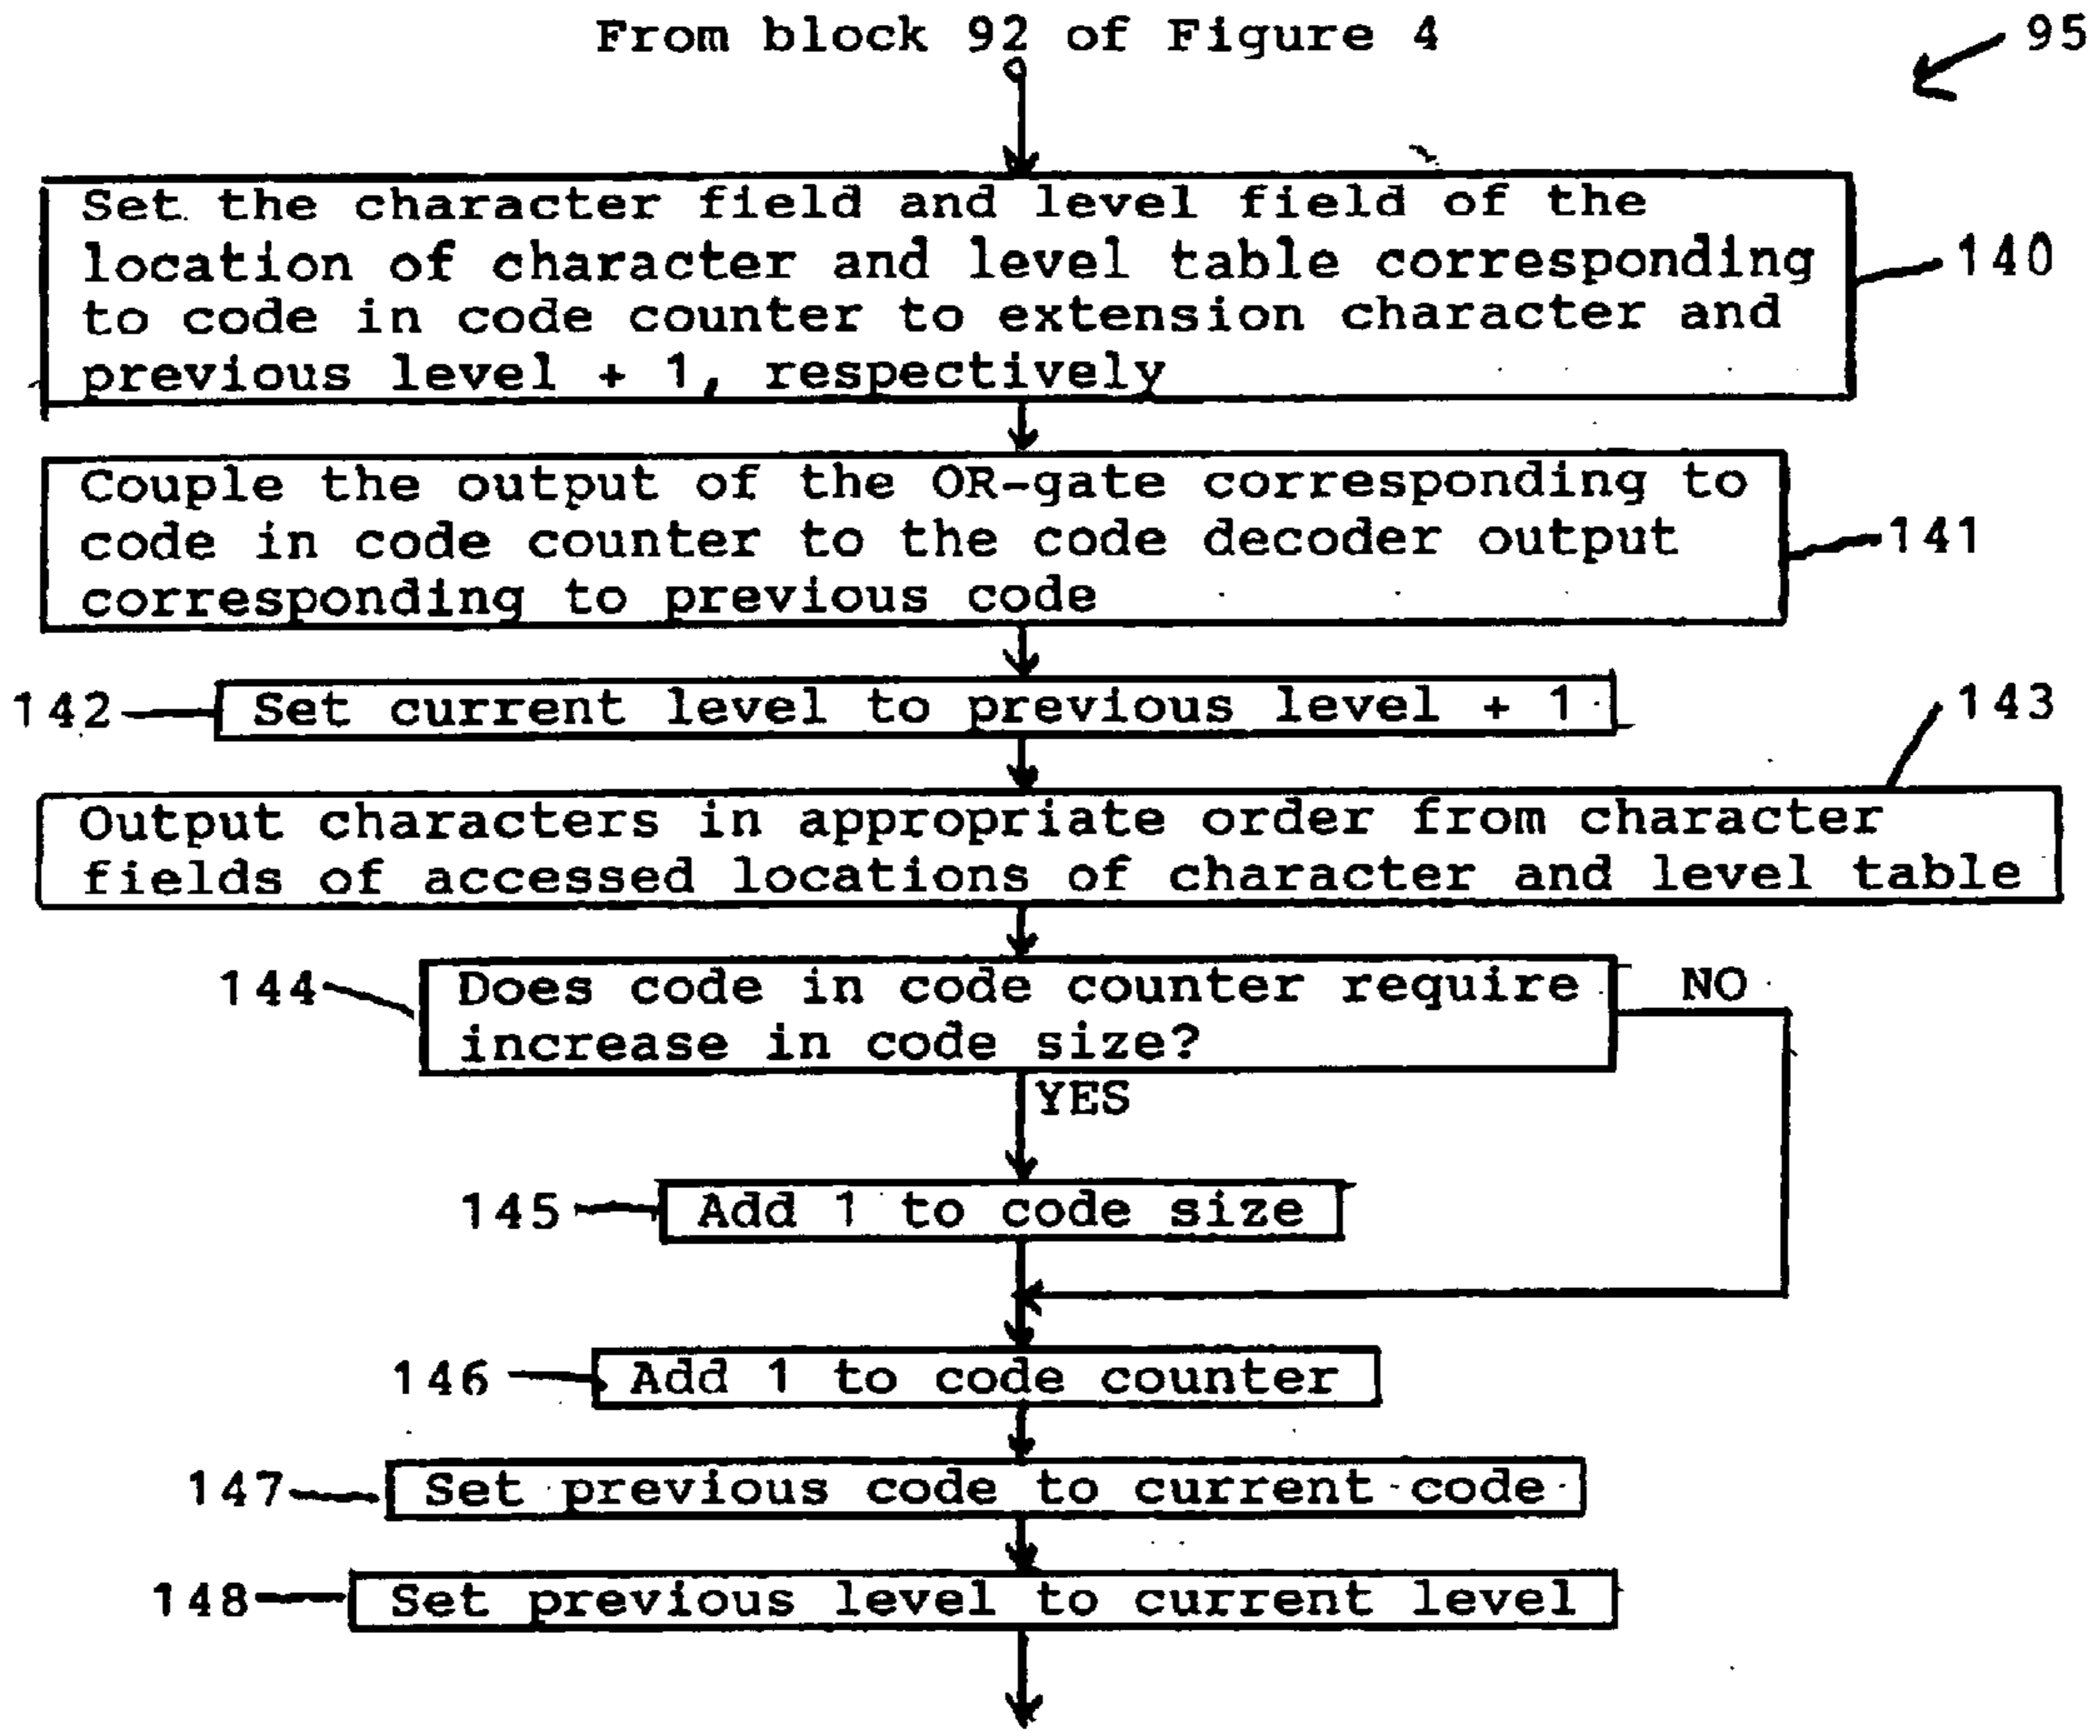 From block 92 of Figure 4
95
Set the character field and level field of the
location of character and level table corresponding
to code in code counter to extension character and
previous level + 1, respectively
140
Couple the output of the OR-gate corresponding to
code in code counter to the code decoder output
corresponding to previous code
141
142
Set current level to previous level + 1
143
Output characters in appropriate order from character
fields of accessed locations of character and level table
144
Does code in code counter require
increase in code size?
NO
YES
145
Add 1 to code size
146
Add 1 to code counter
147
Set previous code to current code
148
Set previous level to current level